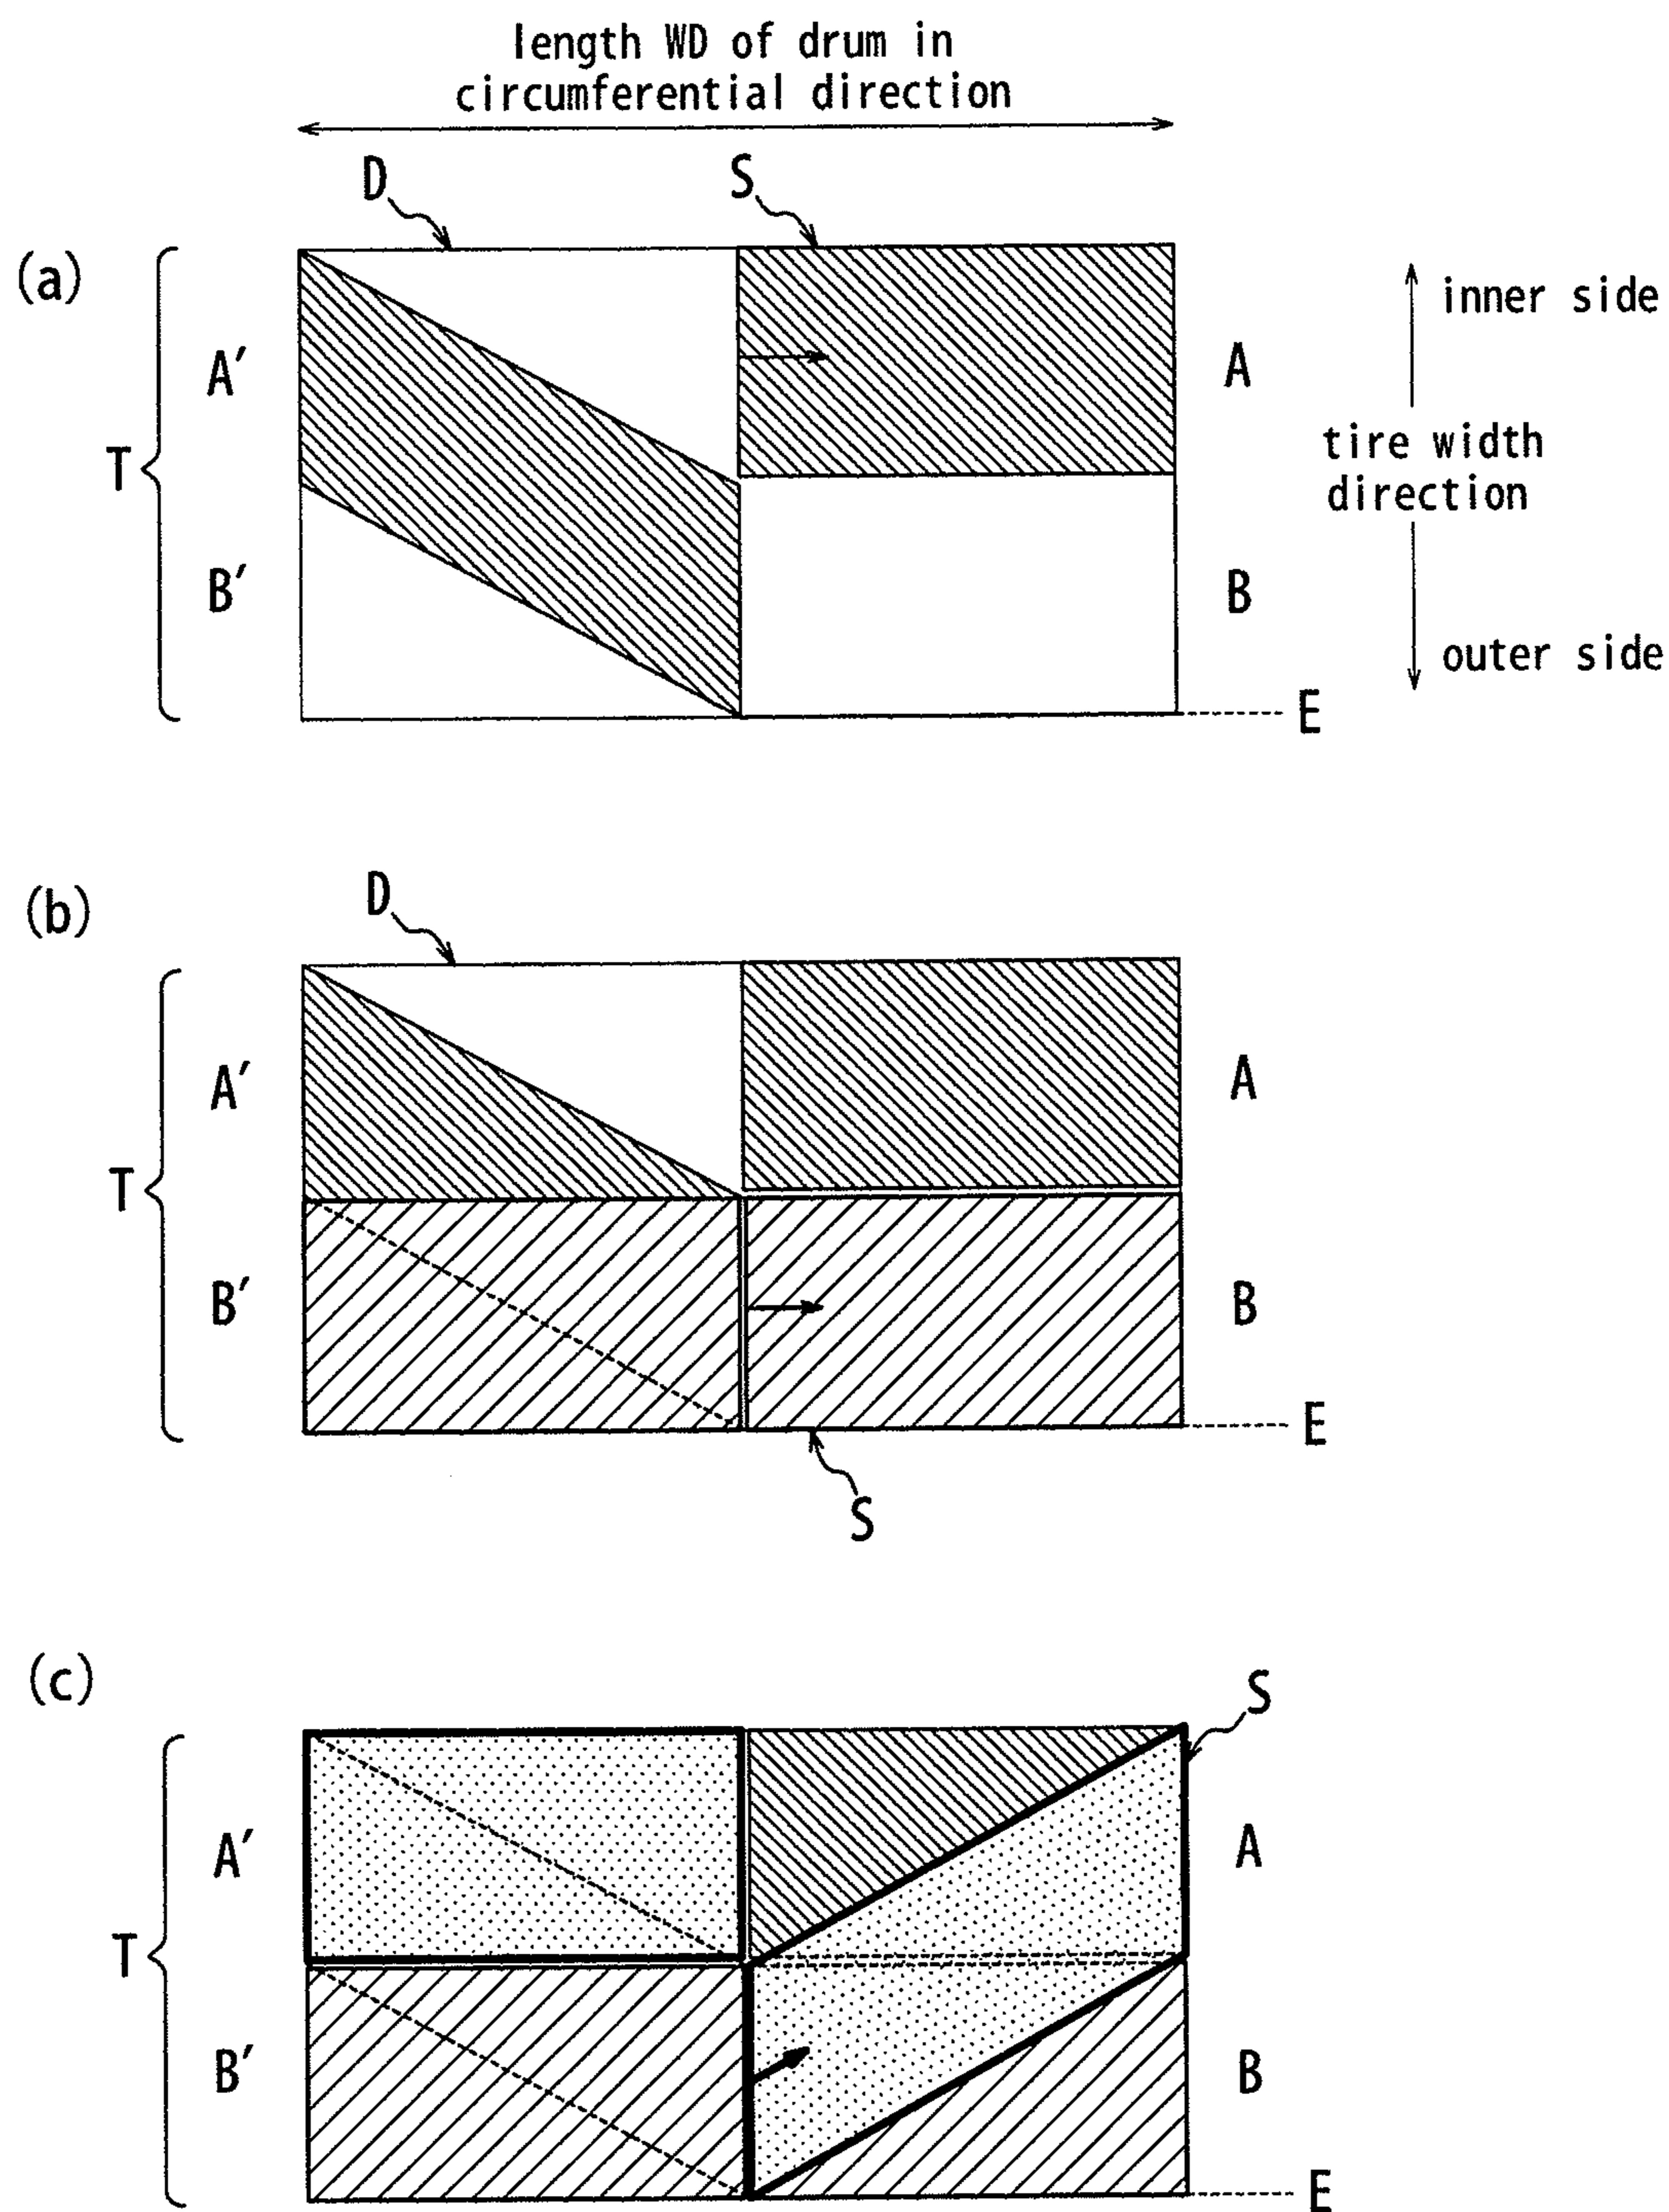 length WD of drum in
circumferential direction
D
S
(a)
A′
T
B′
A
B
inner side
tire width
direction
outer side
E
(b)
D
A′
T
B′
A
B
E
S
(c)
S
A′
T
B′
A
B
E